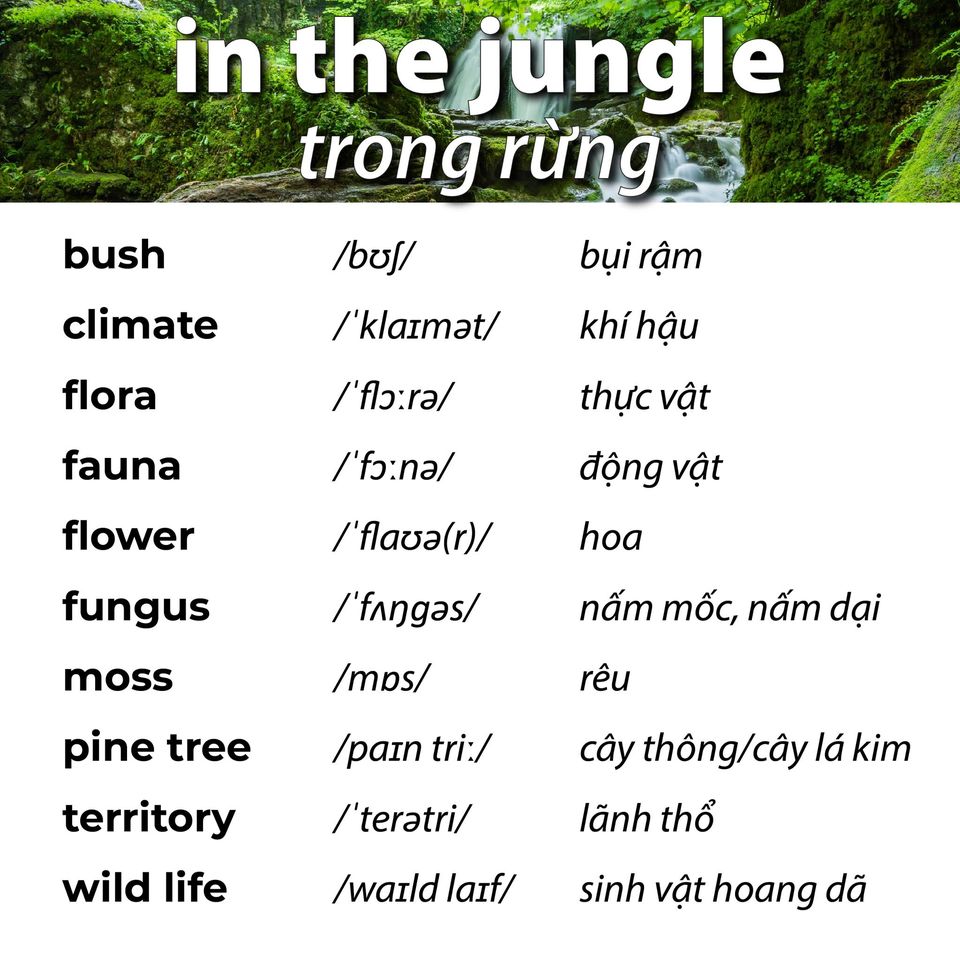 in the jungle
trong rừng
bush /bʊʃ/ bụi rậm
climate /ˈklaɪmət/ khí hậu
flora /ˈflɔːrə/ thực vật
fauna /ˈfɔːnə/ động vật
flower /ˈflaʊə(r)/ hoa
fungus /ˈfʌŋɡəs/ nấm mốc, nấm dại
moss /mɒs/ rêu
pine tree /paɪn triː/ cây thông/cây lá kim
territory /ˈterətri/ lãnh thổ
wild life /waɪld laɪf/ sinh vật hoang dã